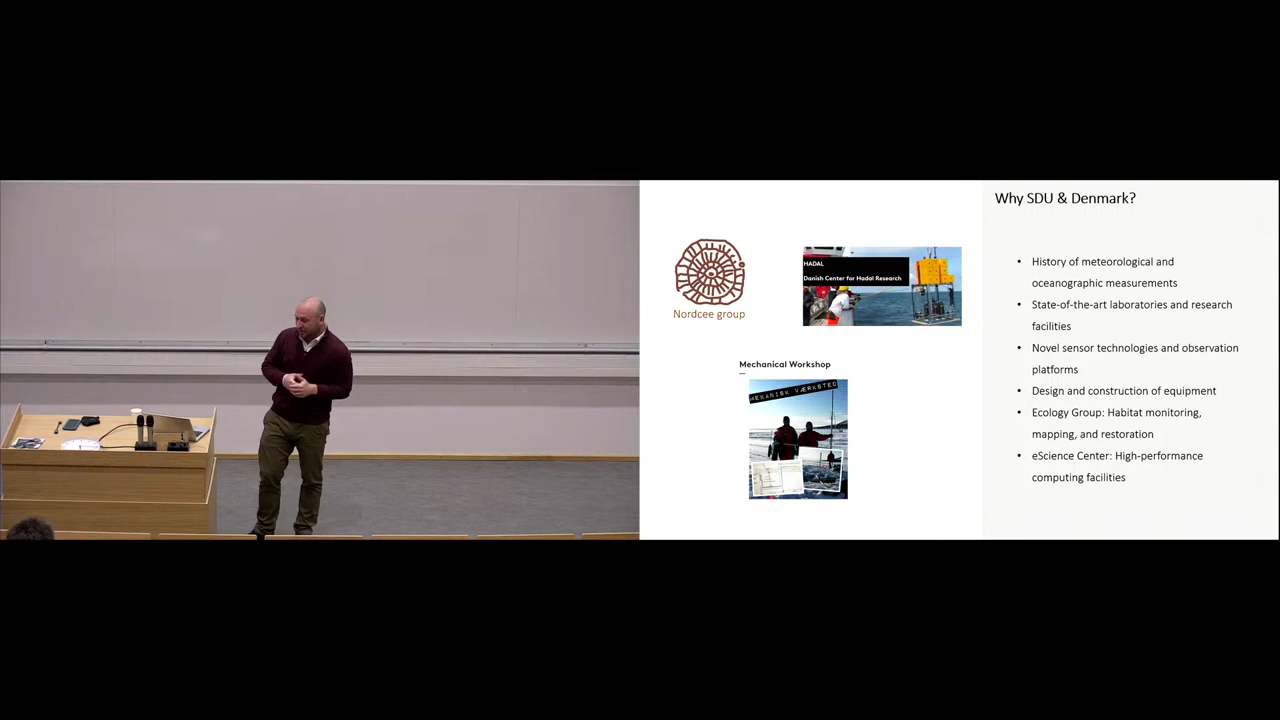 Why SDU & Denmark?
Nordcee group
HADAL
Danish Center for Hadal Research
Mechanical Workshop
MEKANISK VÆRKSTED
• History of meteorological and
oceanographic measurements
• State-of-the-art laboratories and research
facilities
• Novel sensor technologies and observation
platforms
• Design and construction of equipment
• Ecology Group: Habitat monitoring,
mapping, and restoration
• eScience Center: High-performance
computing facilities